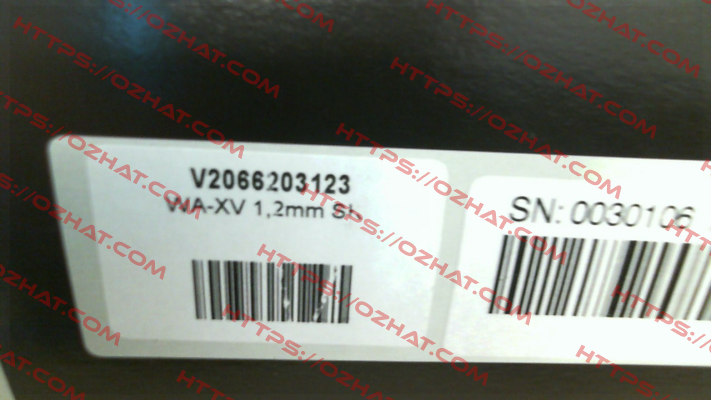 V2066203123
WA-XV 1,2mm
SN: 0030106
HTTPS://OZHAT.COM